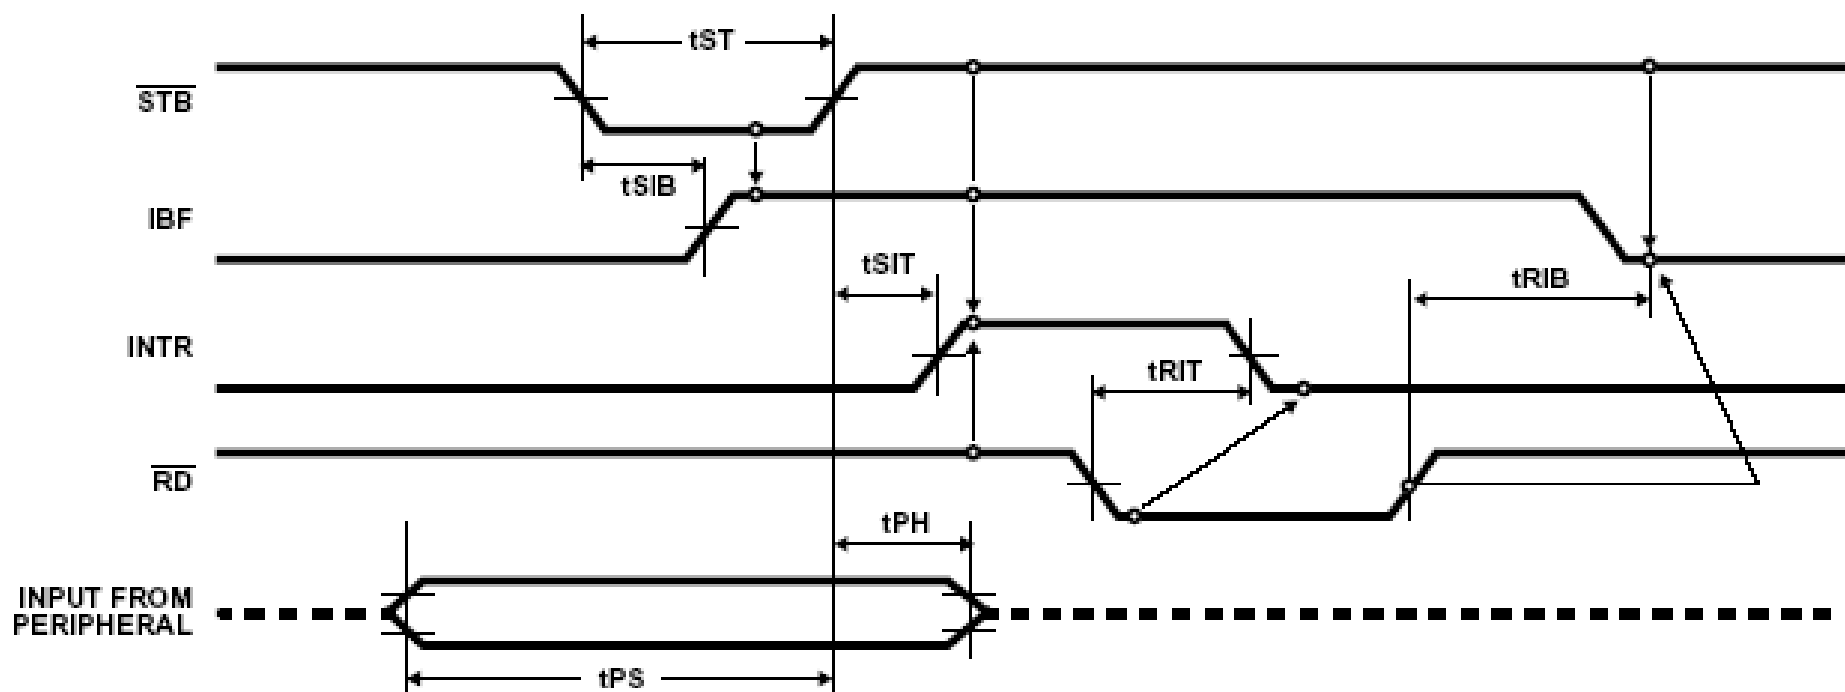 tST
STB
tSIB
IBF
tSIT
tRIB
INTR
tRIT
RD
tPH
INPUT FROM
PERIPHERAL
tPS